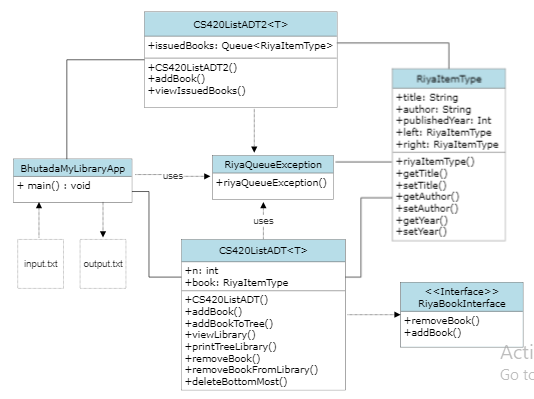 CS420ListADT2<T>
+issuedBooks: Queue<RiyaItemType>
+CS420ListADT2()
+addBook()
+viewIssuedBooks()
RiyaItemType
+title: String
+author: String
+publishedYear: Int
+left: RiyaItemType
+right: RiyaItemType
+riyaItemType()
+getTitle()
+setTitle()
+getAuthor()
+setAuthor()
+getYear()
+setYear()
BhutadaMyLibraryApp
+ main() : void
uses
RiyaQueueException
+riyaQueueException()
uses
input.txt
output.txt
CS420ListADT<T>
+n: int
+book: RiyaItemType
+CS420ListADT()
+addBook()
+addBookToTree()
+viewLibrary()
+printTreeLibrary()
+removeBook()
+removeBookFromLibrary()
+deleteBottomMost()
<<Interface>>
RiyaBookInterface
+removeBook()
+addBook()
Acti
Go to